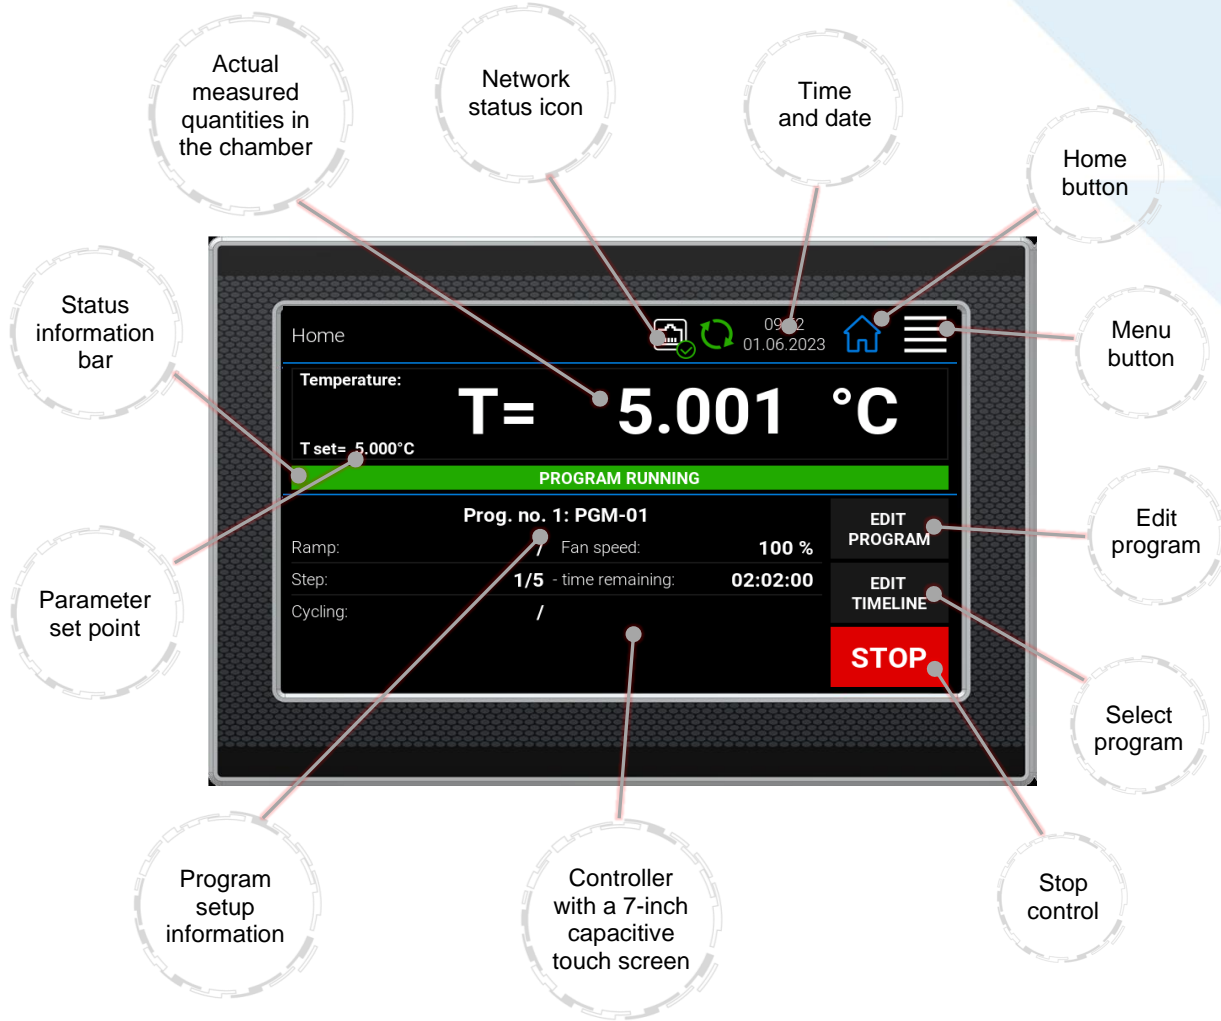 Actual
measured
quantities in
the chamber
Network
status icon
Time
and date
Home
button
Status
information
bar
Menu
button
Edit
program
Parameter
set point
Select
program
Program
setup
information
Controller
with a 7-inch
capacitive
touch screen
Stop
control
Home
01.06.2023
Temperature:
T= 5.001 °C
T set= 5.000°C
PROGRAM RUNNING
Prog. no. 1: PGM-01
Ramp: / Fan speed: 100 %
Step: 1/5 - time remaining: 02:02:00
Cycling: /
EDIT
PROGRAM
EDIT
TIMELINE
STOP